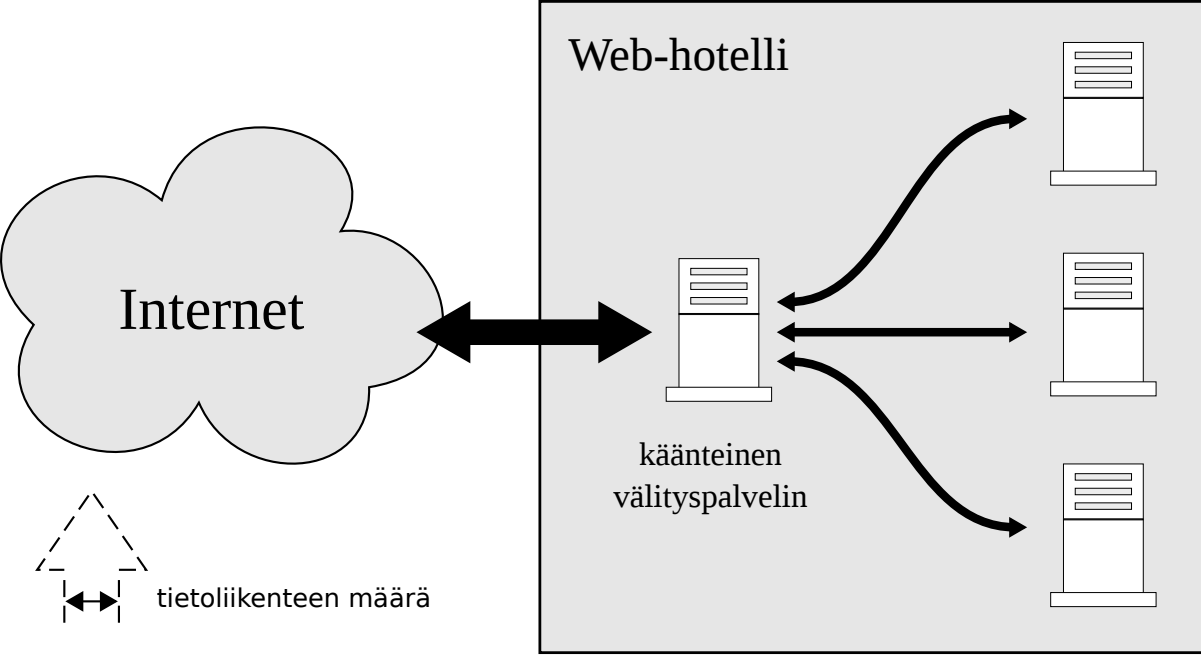 Web-hotelli
Internet
käänteinen
välityspalvelin
tietoliikenteen määrä